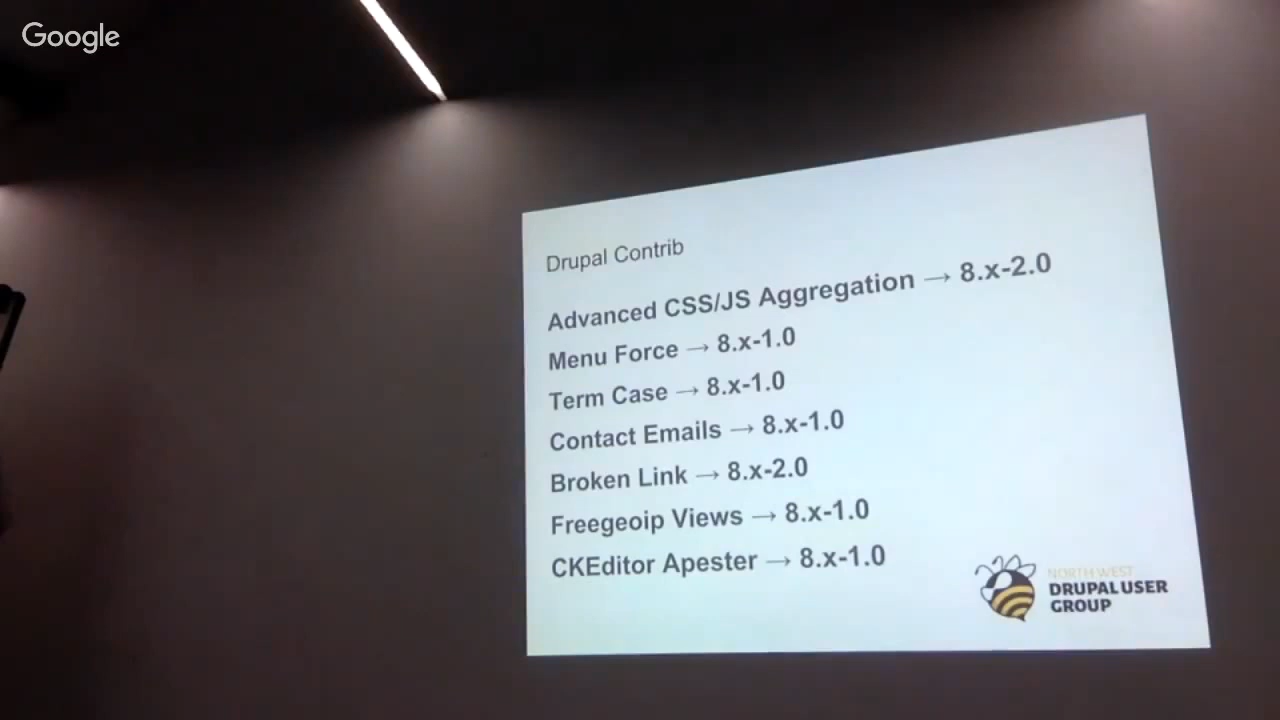 Google
Drupal Contrib
Advanced CSS/JS Aggregation → 8.x-2.0
Menu Force → 8.x-1.0
Term Case → 8.x-1.0
Contact Emails → 8.x-1.0
Broken Link → 8.x-2.0
Freegeoip Views → 8.x-1.0
CKEditor Apester → 8.x-1.0
NORTH WEST
DRUPAL USER
GROUP